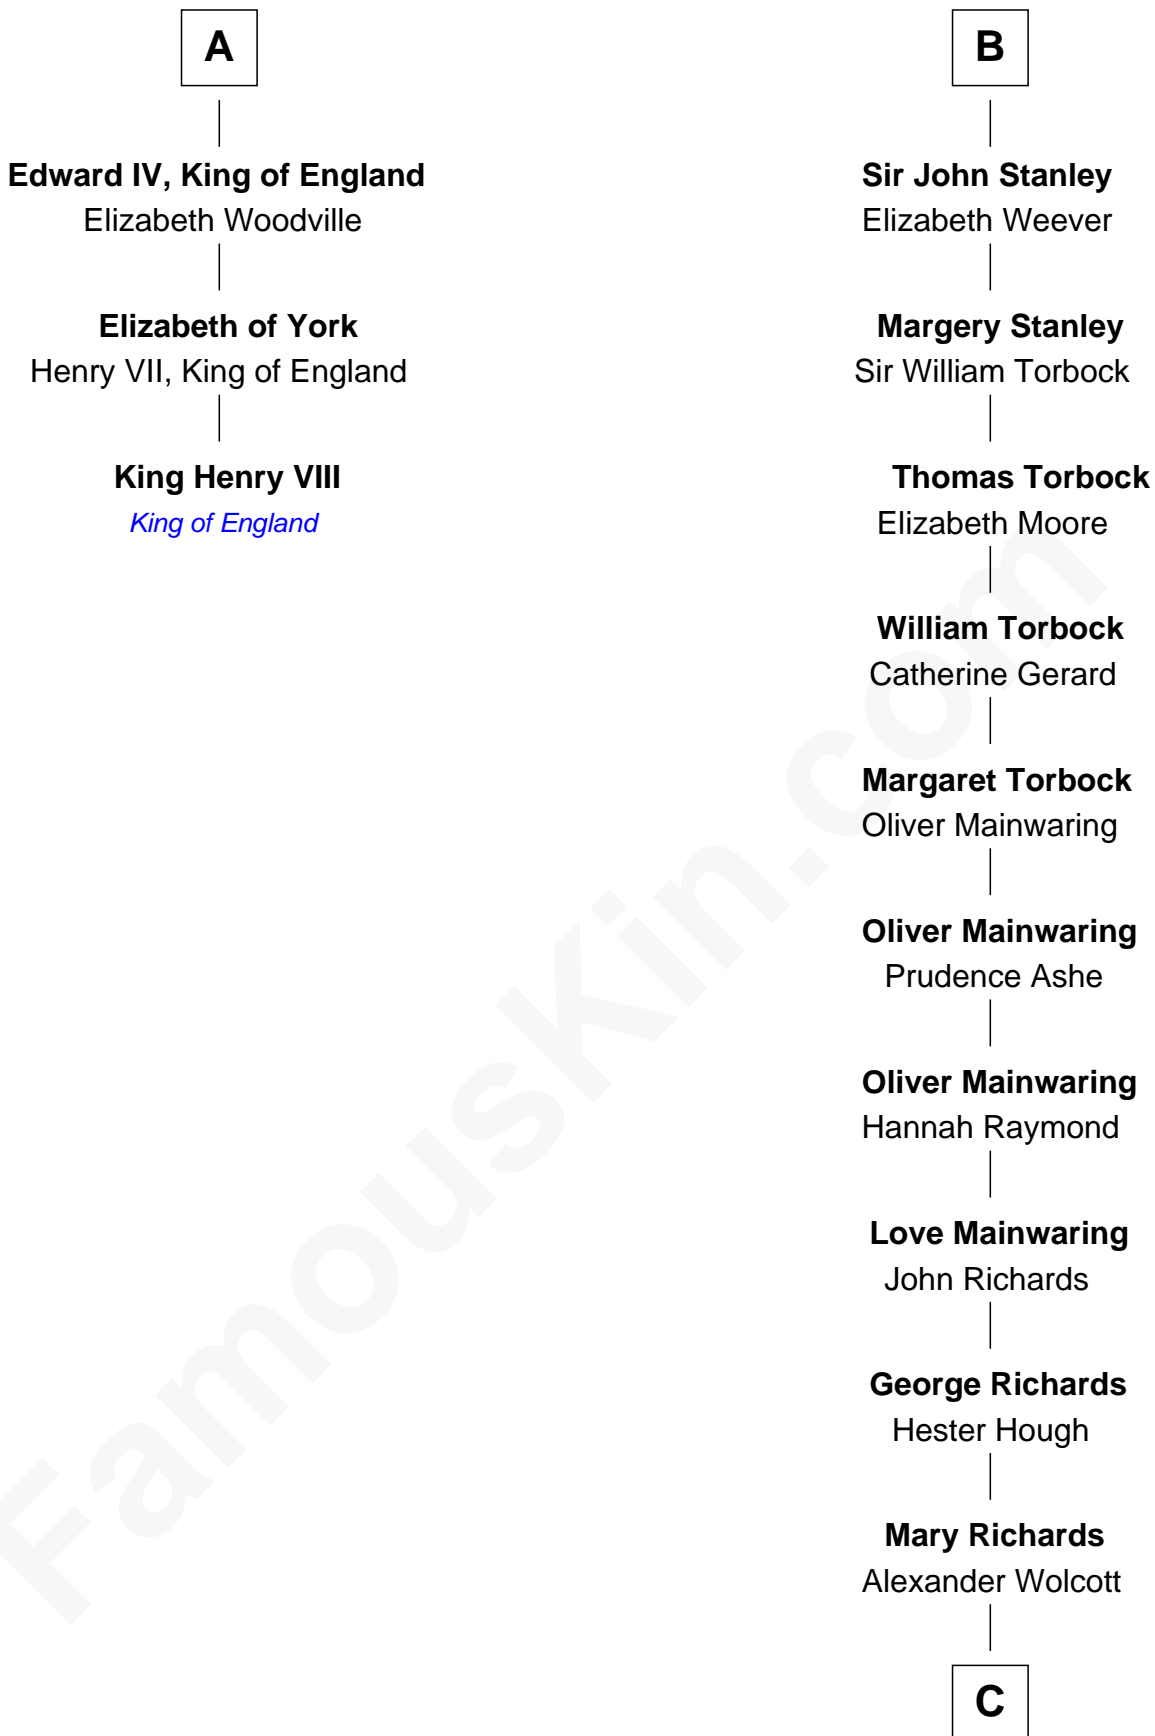 A
Edward IV, King of England
Elizabeth Woodville
Elizabeth of York
Henry VII, King of England
King Henry VIII
King of England
B
Sir John Stanley
Elizabeth Weever
Margery Stanley
Sir William Torbock
Thomas Torbock
Elizabeth Moore
William Torbock
Catherine Gerard
Margaret Torbock
Oliver Mainwaring
Oliver Mainwaring
Prudence Ashe
Oliver Mainwaring
Hannah Raymond
Love Mainwaring
John Richards
George Richards
Hester Hough
Mary Richards
Alexander Wolcott
C
FamousKin.com